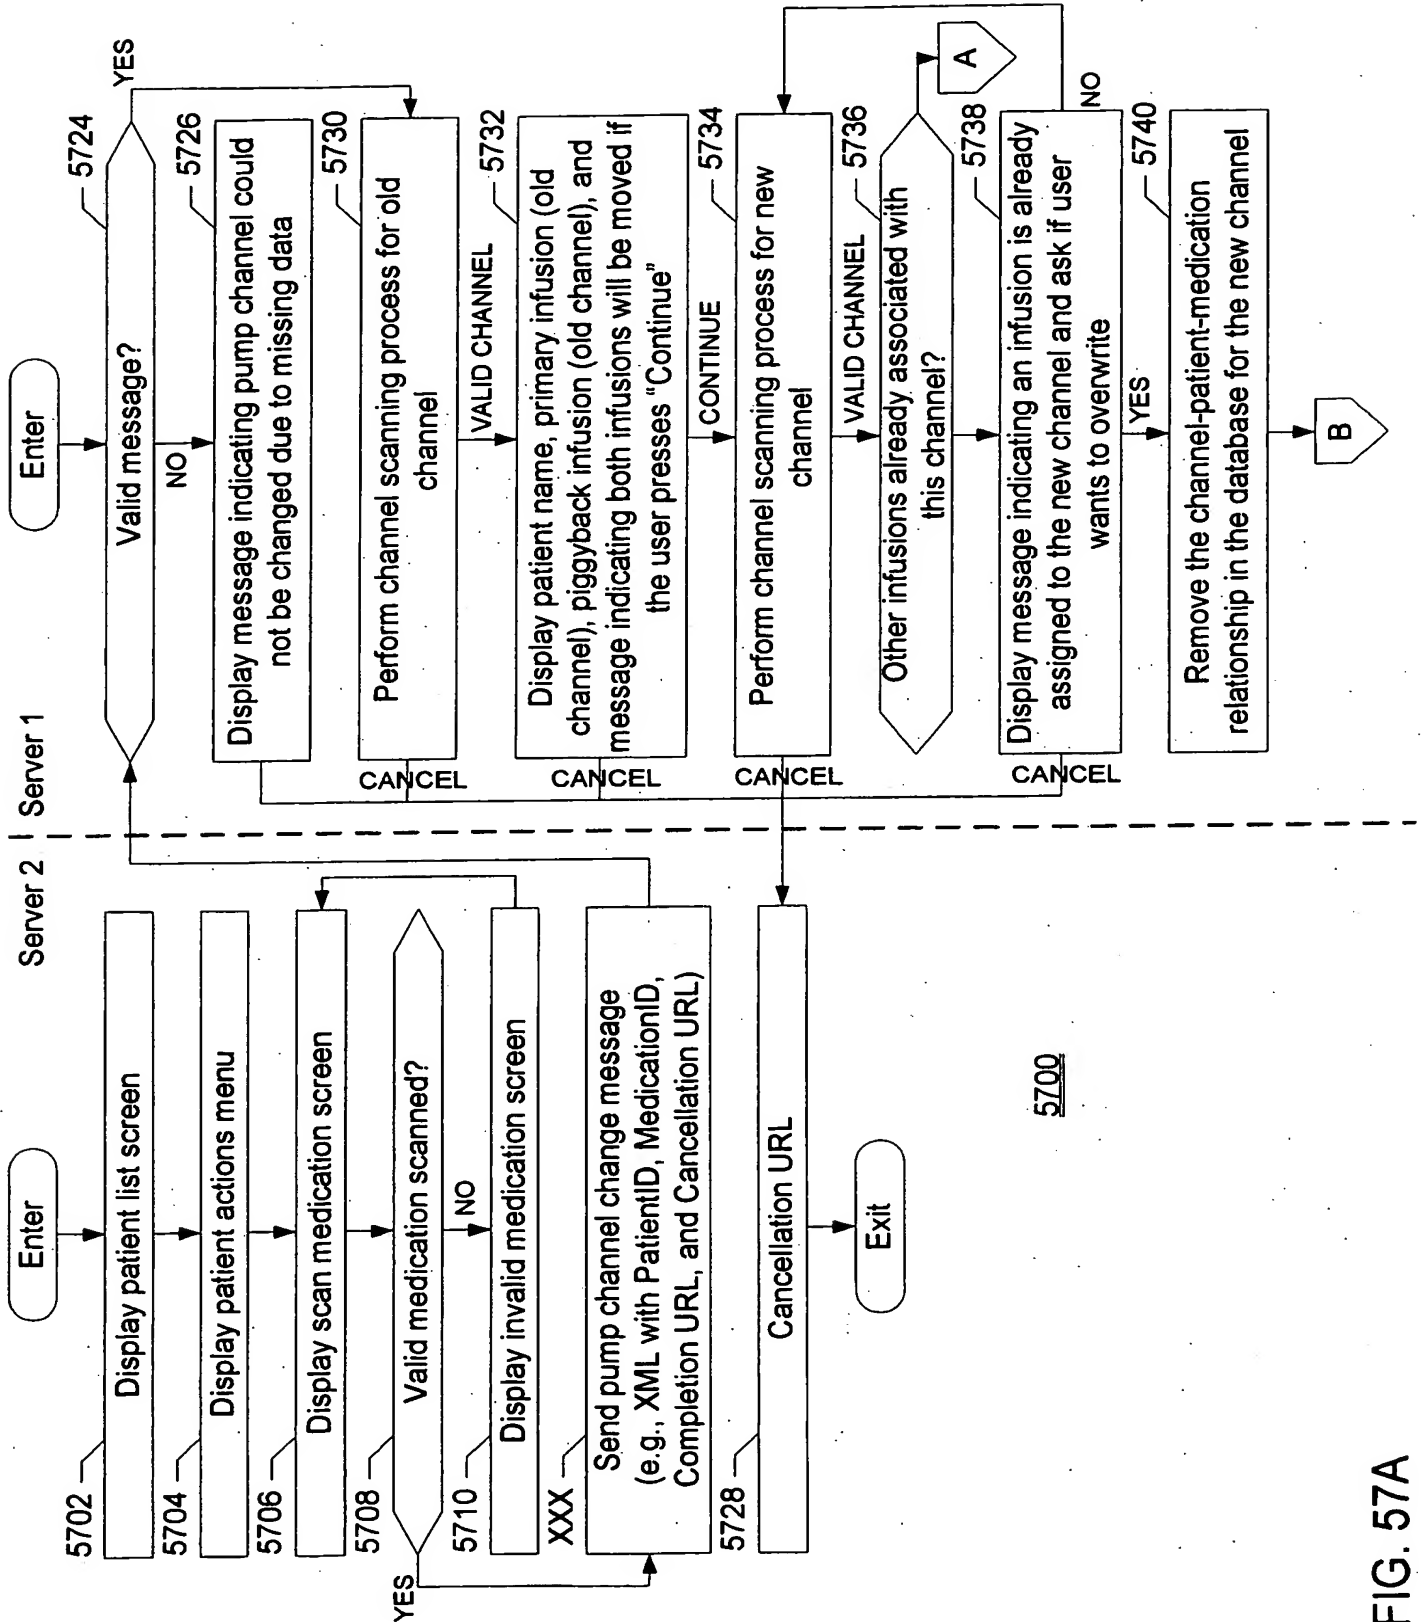 Server 2
Server 1
Enter
5702
Display patient list screen
5704
Display patient actions menu
5706
Display scan medication screen
5708
Valid medication scanned?
YES
NO
5710
Display invalid medication screen
XXX
Send pump channel change message
(e.g., XML with PatientID, MedicationID,
Completion URL, and Cancellation URL)
5728
Cancellation URL
Exit
5700
Enter
5724
Valid message?
YES
NO
5726
Display message indicating pump channel could
not be changed due to missing data
5730
Perform channel scanning process for old
channel
CANCEL
VALID CHANNEL
5732
Display patient name, primary infusion (old
channel), piggyback infusion (old channel), and
message indicating both infusions will be moved if
the user presses “Continue”
CANCEL
CONTINUE
5734
Perform channel scanning process for new
channel
CANCEL
VALID CHANNEL
5736
Other infusions already associated with
this channel?
A
5738
Display message indicating an infusion is already
assigned to the new channel and ask if user
wants to overwrite
CANCEL
NO
YES
5740
Remove the channel-patient-medication
relationship in the database for the new channel
B
FIG. 57A